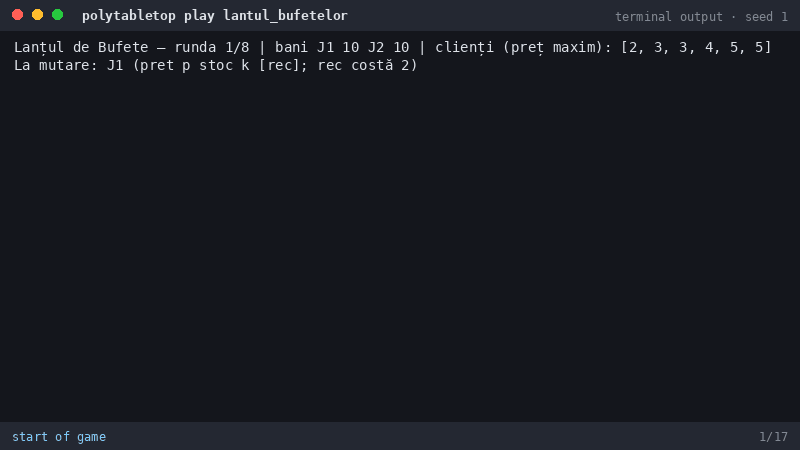 polytabletop play lantul_bufetelor
terminal output · seed 1
Lanțul de Bufete — runda 1/8 | bani J1 10 J2 10 | clienți (preț maxim): [2, 3, 3, 4, 5, 5]
La mutare: J1 (pret p stoc k [rec]; rec costă 2)
start of game
1/17